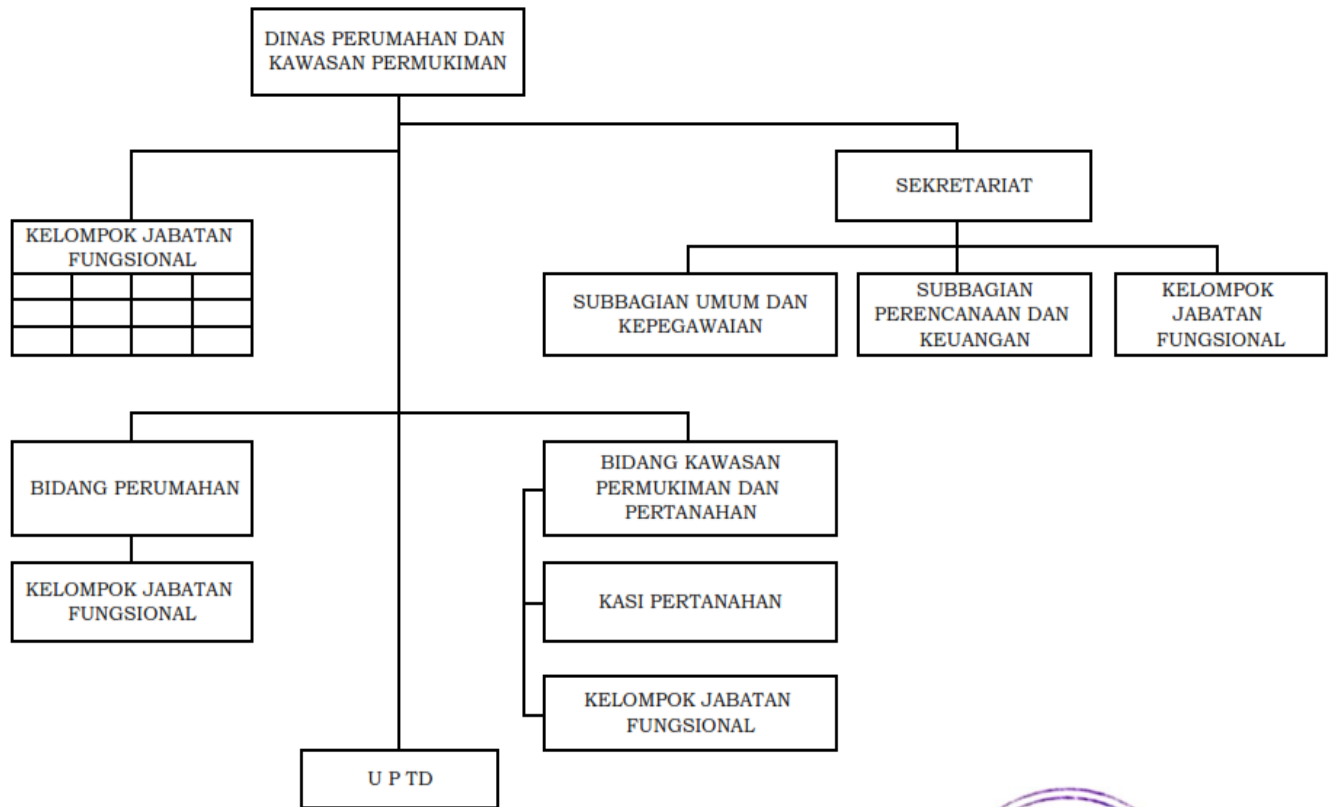 DINAS PERUMAHAN DAN
KAWASAN PERMUKIMAN
SEKRETARIAT
KELOMPOK JABATAN
FUNGSIONAL
SUBBAGIAN UMUM DAN
KEPEGAWAIAN
SUBBAGIAN
PERENCANAAN DAN
KEUANGAN
KELOMPOK
JABATAN
FUNGSIONAL
BIDANG PERUMAHAN
BIDANG KAWASAN
PERMUKIMAN DAN
PERTANAHAN
KELOMPOK JABATAN
FUNGSIONAL
KASI PERTANAHAN
KELOMPOK JABATAN
FUNGSIONAL
U P TD